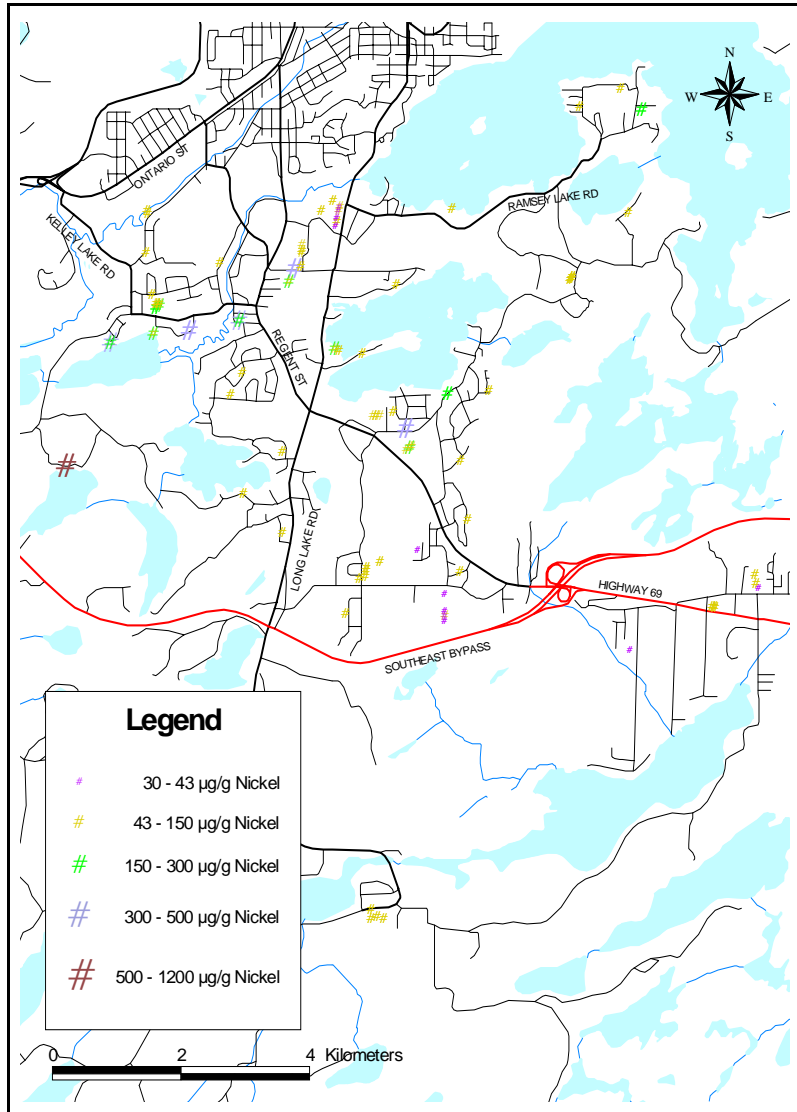 N
W E
S
ONTARIO ST
KELLEY LAKE RD
RAMSEY LAKE RD
REGENT ST
LONG LAKE RD
HIGHWAY 69
SOUTHEAST BYPASS
Legend
# 30 - 43 µg/g Nickel
# 43 - 150 µg/g Nickel
# 150 - 300 µg/g Nickel
# 300 - 500 µg/g Nickel
# 500 - 1200 µg/g Nickel
0 2 4 Kilometers